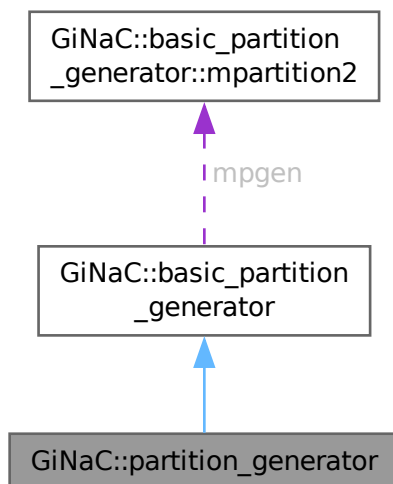 GiNaC::basic_partition
_generator::mpartition2
mpgen
GiNaC::basic_partition
_generator
GiNaC::partition_generator